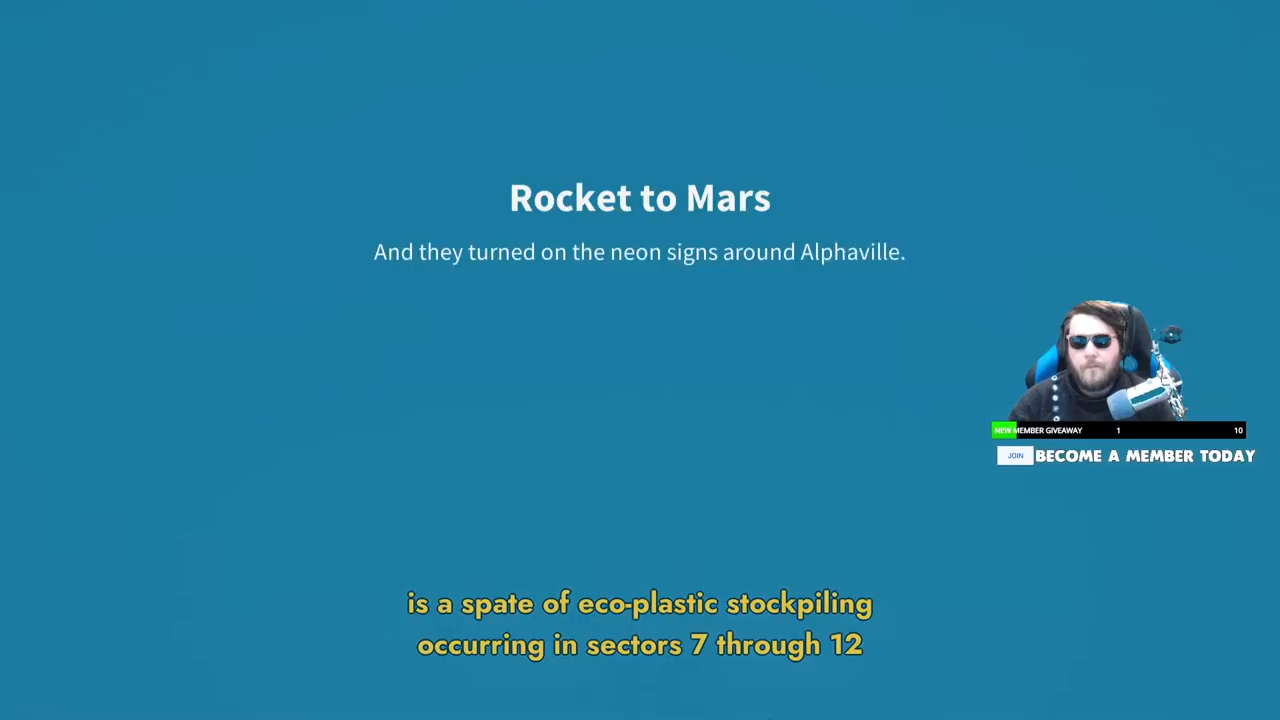 Rocket to Mars
And they turned on the neon signs around Alphaville.
NEW MEMBER GIVEAWAY 1 10
JOIN BECOME A MEMBER TODAY
is a spate of eco-plastic stockpiling
occurring in sectors 7 through 12